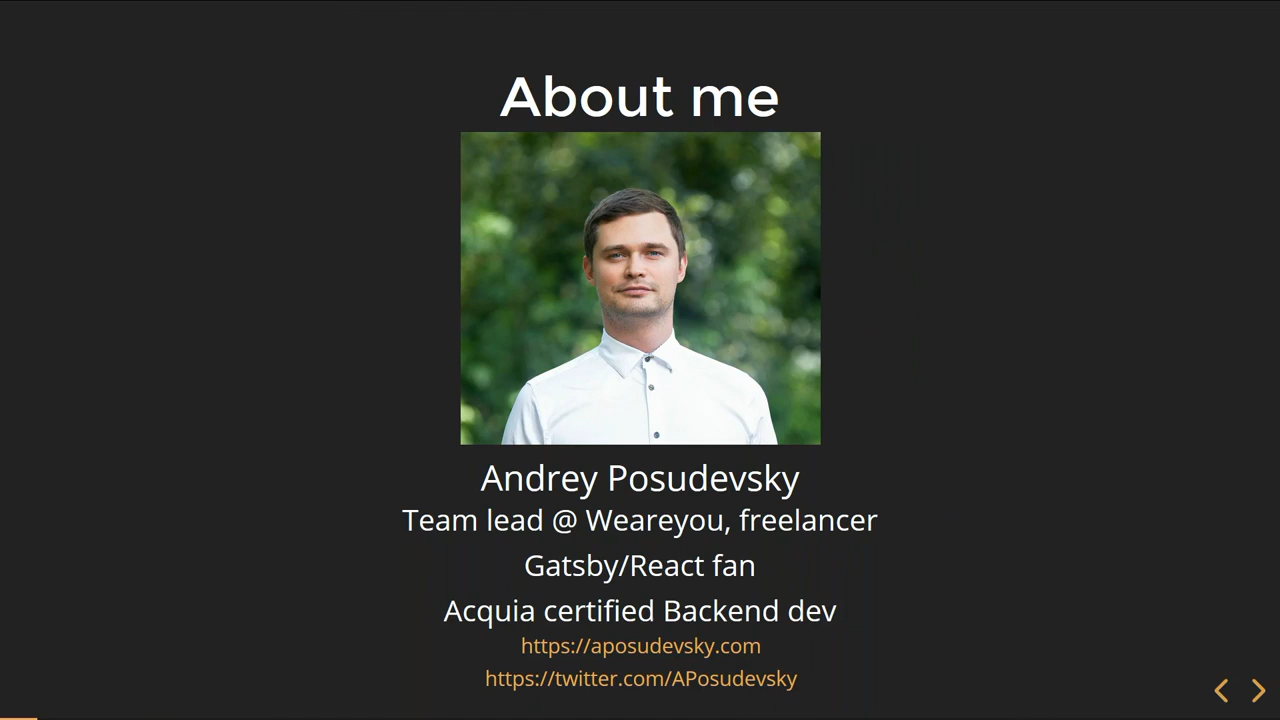 About me
Andrey Posudevsky
Team lead @ Weareyou, freelancer
Gatsby/React fan
Acquia certified Backend dev
https://aposudevsky.com
https://twitter.com/APosudevsky